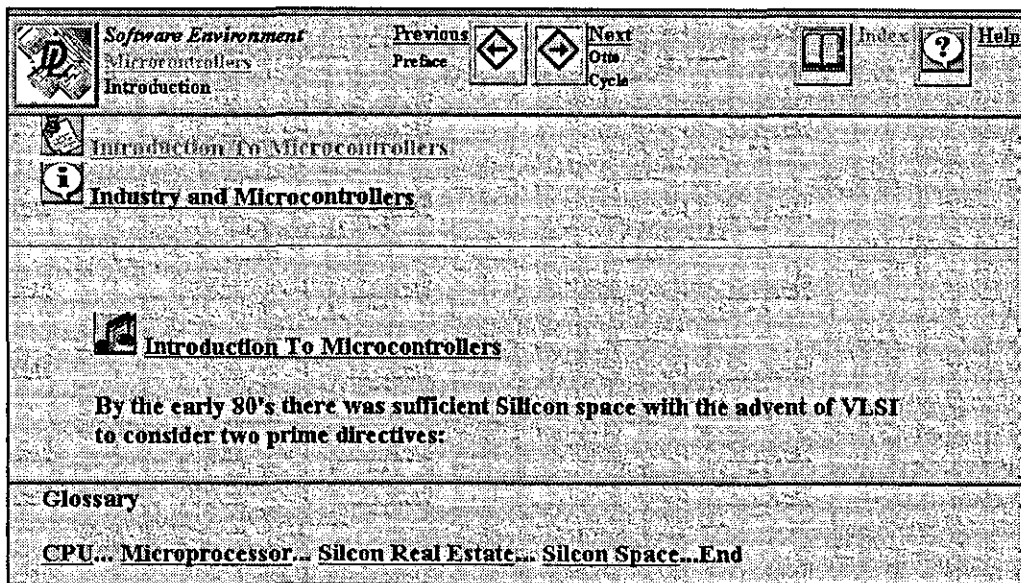 Software Environment
Microcontrollers
Introduction
Previous
Preface
Next
Otto
Cycle
Index
Help
Introduction To Microcontrollers
Industry and Microcontrollers
Introduction To Microcontrollers
By the early 80's there was sufficient Silicon space with the advent of VLSI
to consider two prime directives:
Glossary
CPU... Microprocessor... Silcon Real Estate... Silcon Space...End